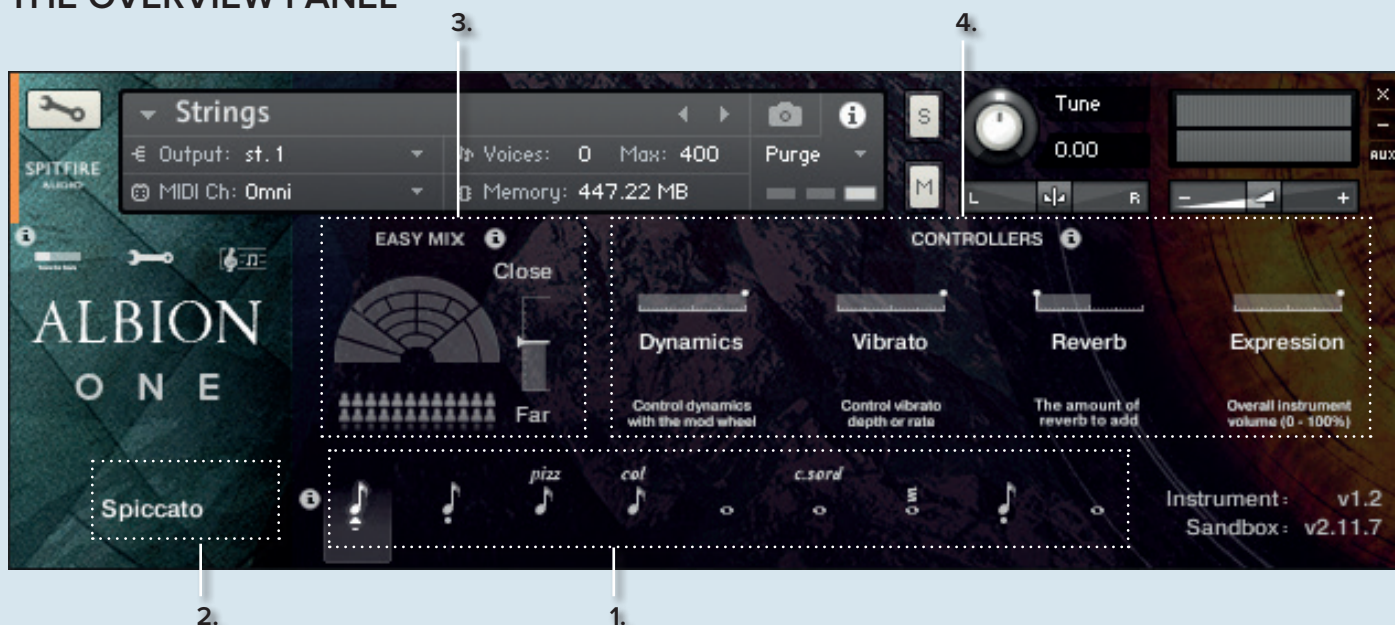 THE OVERVIEW PANEL
3.
4.
Strings
Output: st.1
Voices: 0 Max: 400
Purge
MIDI Ch: Omni
Memory: 447.22 MB
S
M
Tune
0.00
L
R
-
+
X
-
AUX
SPITFIRE
AUDIO
EASY MIX
Close
Far
CONTROLLERS
Dynamics
Control dynamics
with the mod wheel
Vibrato
Control vibrato
depth or rate
Reverb
The amount of
reverb to add
Expression
Overall instrument
volume (0 - 100%)
ALBION
ONE
Spiccato
pizz
col
c.sord
Instrument: v1.2
Sandbox: v2.11.7
2.
1.